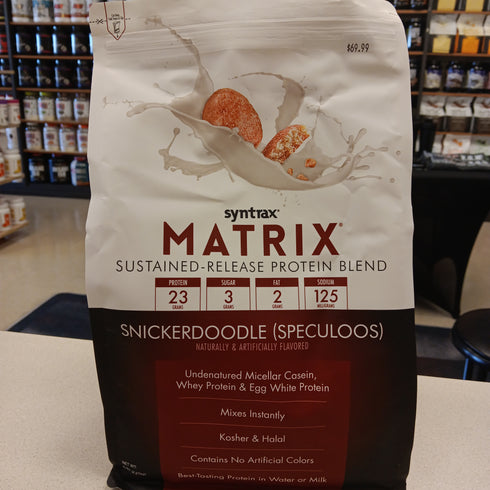 $69.99
syntrax®
MATRIX®
SUSTAINED-RELEASE PROTEIN BLEND
PROTEIN SUGAR FAT SODIUM
23 3 2 125
GRAMS GRAMS GRAMS MILLIGRAMS
SNICKERDOODLE (SPECULOOS)
NATURALLY & ARTIFICIALLY FLAVORED
Undenatured Micellar Casein,
Whey Protein & Egg White Protein
Mixes Instantly
Kosher & Halal
Contains No Artificial Colors
Best-Tasting Protein in Water or Milk